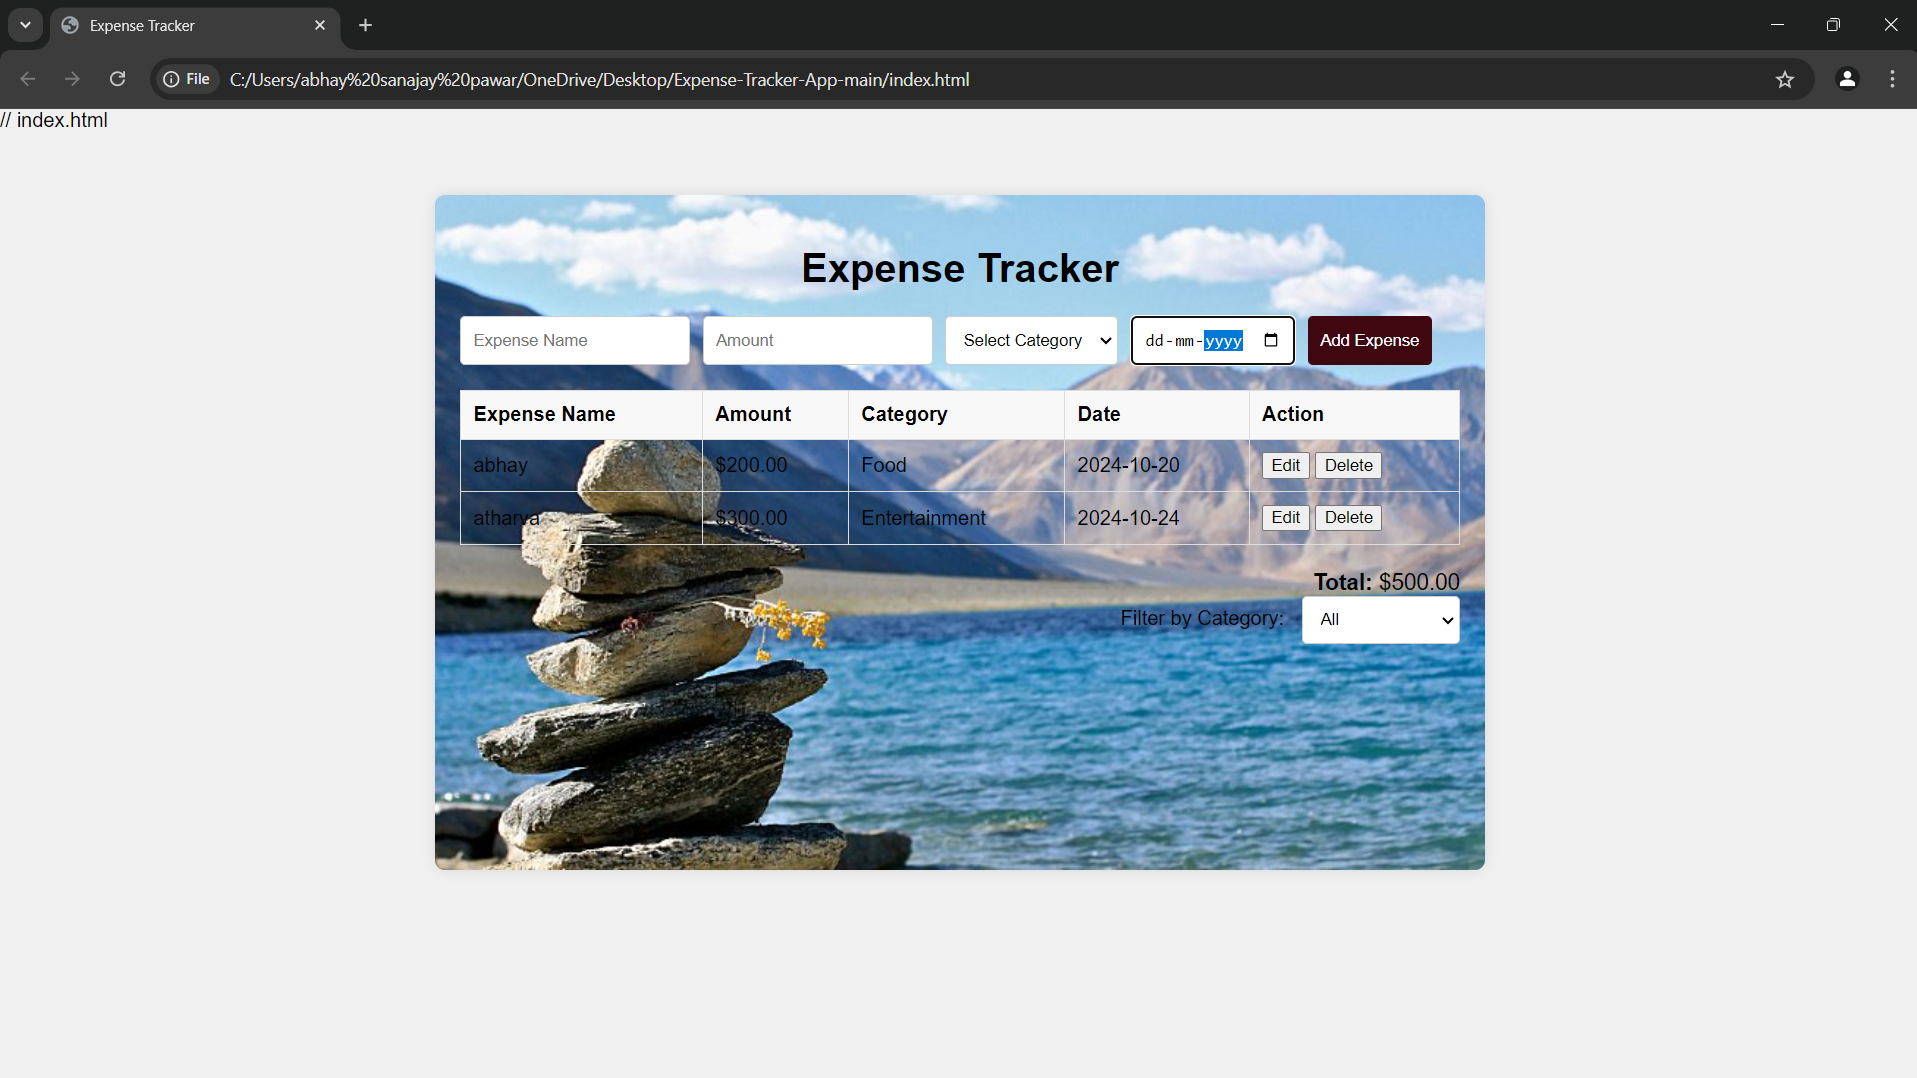 Expense Tracker
File C:/Users/abhay%20sanajay%20pawar/OneDrive/Desktop/Expense-Tracker-App-main/index.html
// index.html
Expense Tracker
Expense Name Amount Select Category dd-mm-yyyy Add Expense
Expense Name Amount Category Date Action
abhay $200.00 Food 2024-10-20 Edit Delete
atharva $300.00 Entertainment 2024-10-24 Edit Delete
Total: $500.00
Filter by Category: All